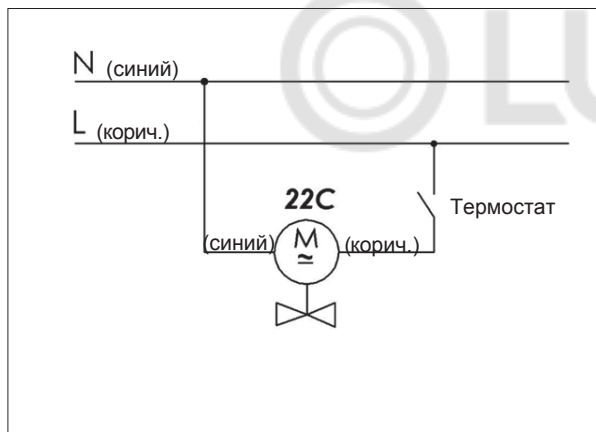 N (синий)
L (корич.)
22C
Термостат
(синий) M (корич.)
≃